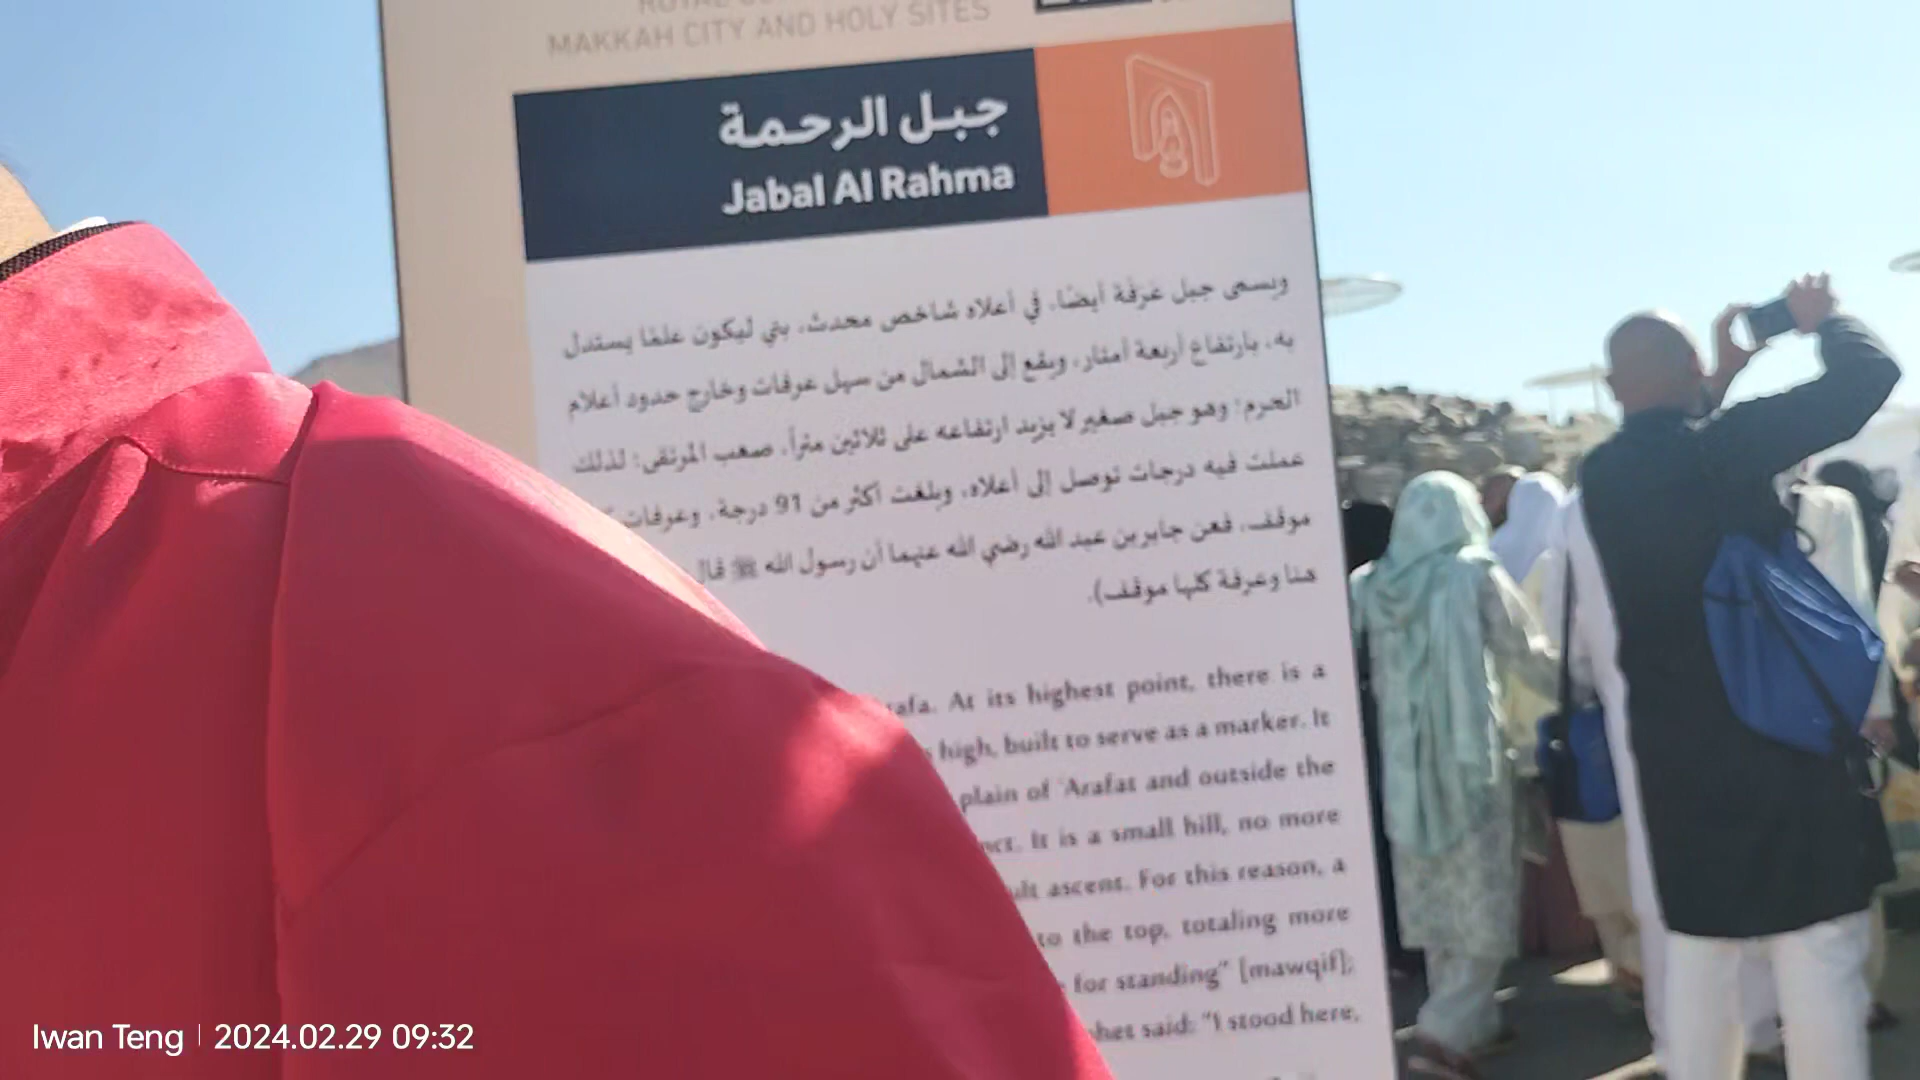 MAKKAH CITY AND HOLY SITES
جبل الرحمة
Jabal Al Rahma
ويسمى جبل عرفة أيضًا، في أعلاه شاخص محدث، بني ليكون علمًا يستدل
به، بارتفاع أربعة أمتار، ويقع إلى الشمال من سهل عرفات وخارج حدود أعلام
الحرم؛ وهو جبل صغير لا يزيد ارتفاعه على ثلاثين مترًا، صعب المرتقى؛ لذلك
عملت فيه درجات توصل إلى أعلاه، وبلغت أكثر من 91 درجة، وعرفات
موقف، فعن جابر بن عبد الله رضي الله عنهما أن رسول الله ﷺ قال
هنا وعرفة كلها موقف).
At its highest point, there is a
high, built to serve as a marker. It
plain of 'Arafat and outside the
It is a small hill, no more
ascent. For this reason, a
to the top, totaling more
for standing" [mawqif];
said: "I stood here,
Iwan Teng | 2024.02.29 09:32